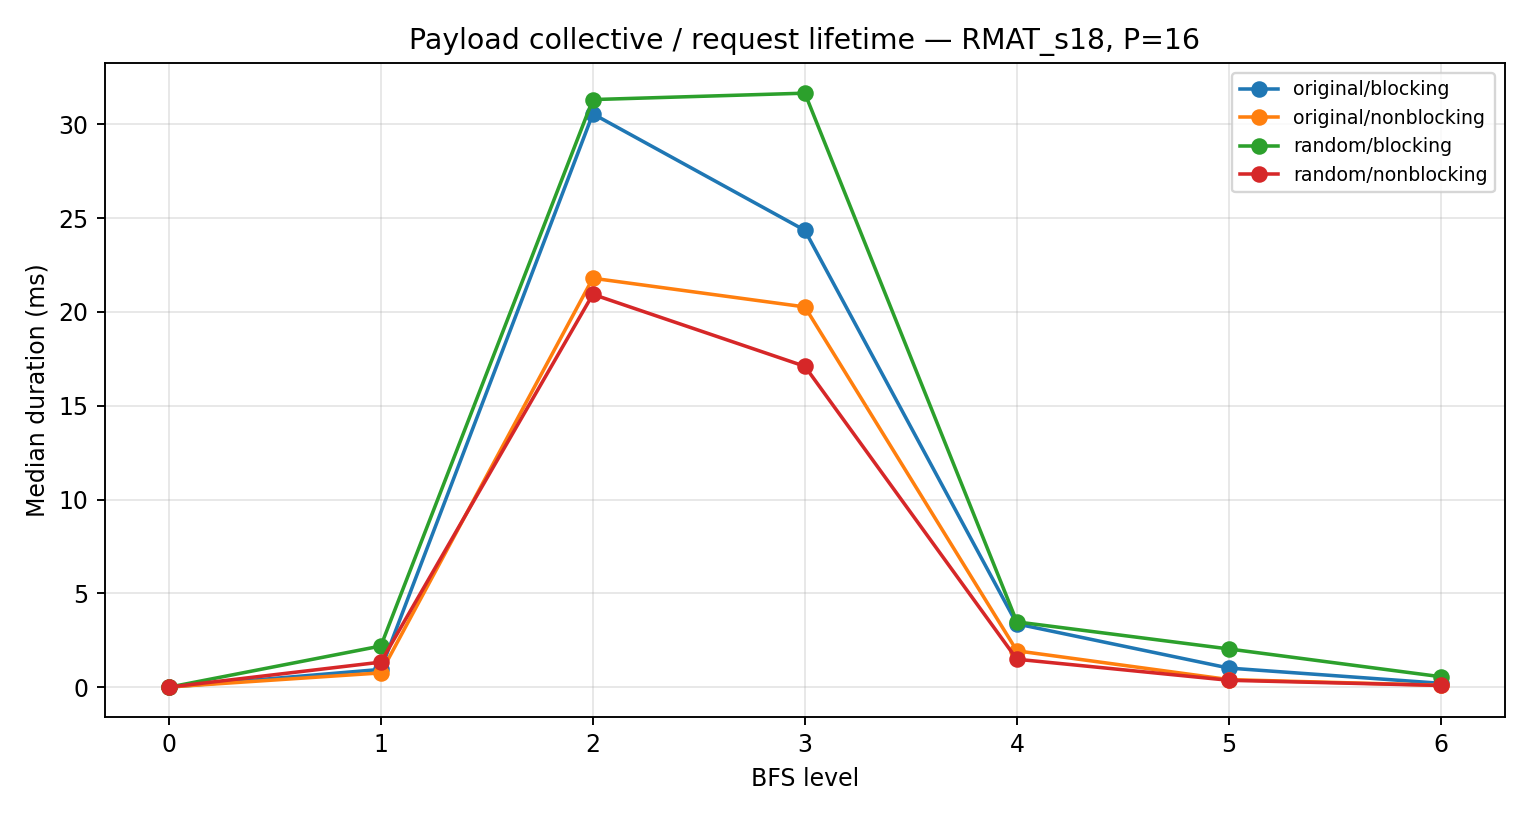 Payload collective / request lifetime — RMAT_s18, P=16
original/blocking
original/nonblocking
random/blocking
random/nonblocking
Median duration (ms)
30
25
20
15
10
5
0
0 1 2 3 4 5 6
BFS level